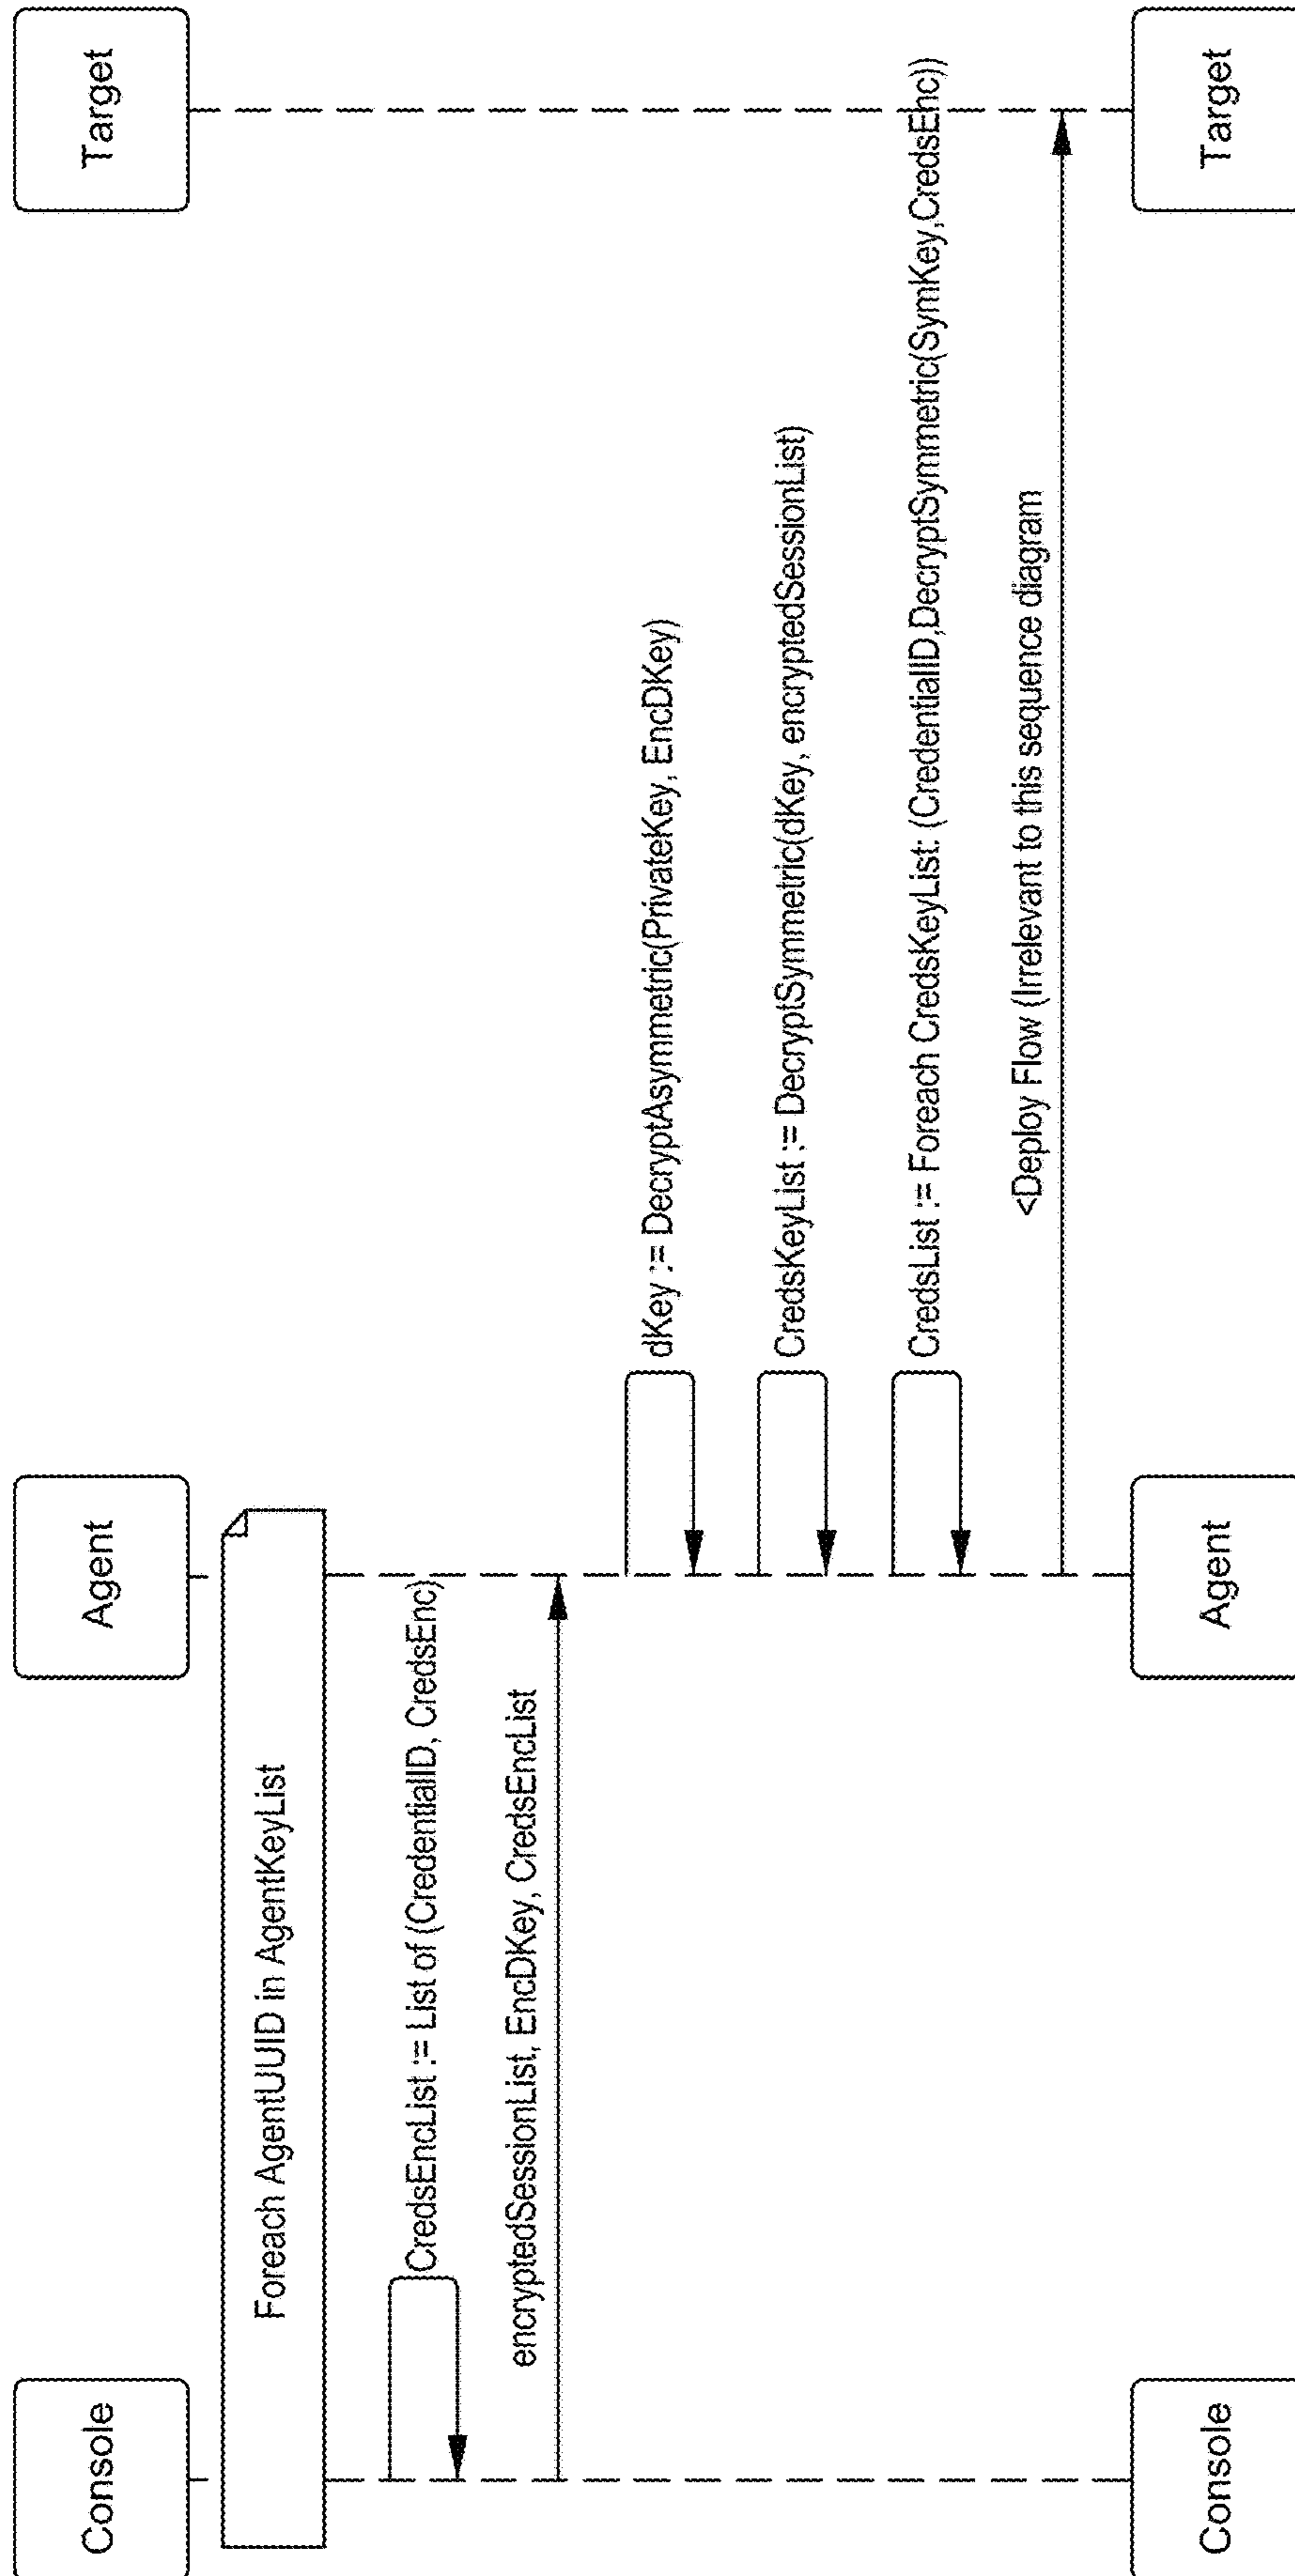 Console
Agent
Target
Foreach AgentUUID in AgentKeyList
CredsEncList := List of (CredentialID, CredsEnc)
encryptedSessionList, EncDKey, CredsEncList
dKey := DecryptAsymmetric(PrivateKey, EncDKey)
CredsKeyList := DecryptSymmetric(dKey, encryptedSessionList)
CredsList := Foreach CredsKeyList: (CredentialID,DecryptSymmetric(SymKey,CredsEnc))
<Deploy Flow (Irrelevant to this sequence diagram
Console
Agent
Target